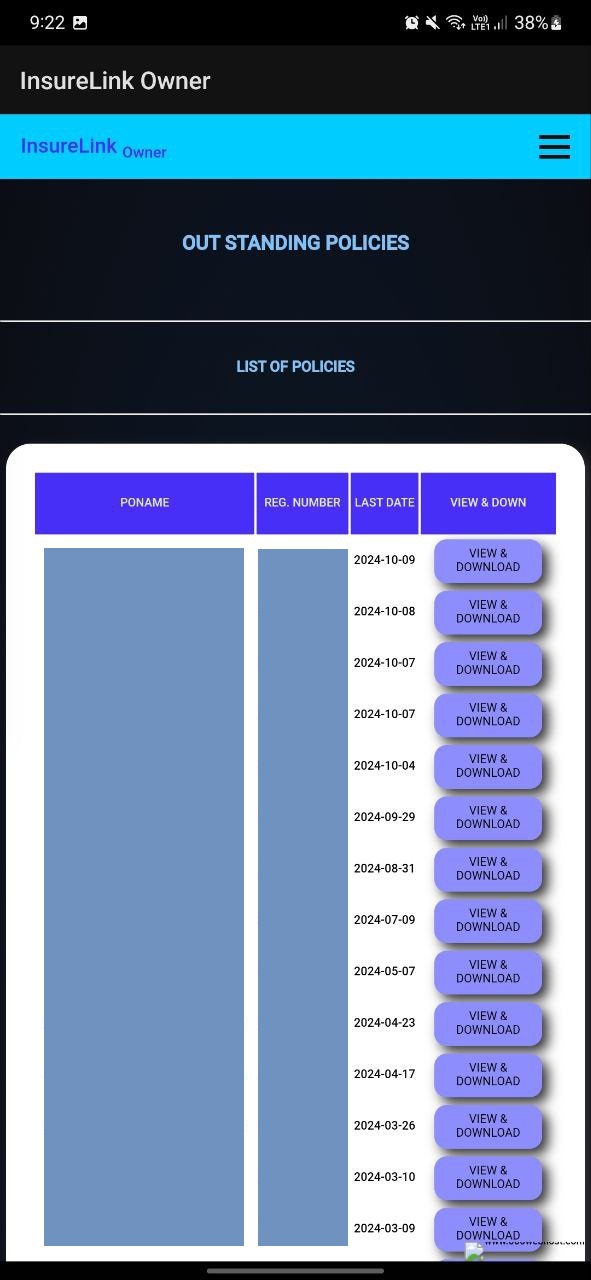 9:22 Vo)) LTE1 38%
InsureLink Owner
InsureLink Owner
OUT STANDING POLICIES
LIST OF POLICIES
PONAME REG. NUMBER LAST DATE VIEW & DOWN
2024-10-09 VIEW &
DOWNLOAD
2024-10-08 VIEW &
DOWNLOAD
2024-10-07 VIEW &
DOWNLOAD
2024-10-07 VIEW &
DOWNLOAD
2024-10-04 VIEW &
DOWNLOAD
2024-09-29 VIEW &
DOWNLOAD
2024-08-31 VIEW &
DOWNLOAD
2024-07-09 VIEW &
DOWNLOAD
2024-05-07 VIEW &
DOWNLOAD
2024-04-23 VIEW &
DOWNLOAD
2024-04-17 VIEW &
DOWNLOAD
2024-03-26 VIEW &
DOWNLOAD
2024-03-10 VIEW &
DOWNLOAD
2024-03-09 VIEW &
DOWNLOAD